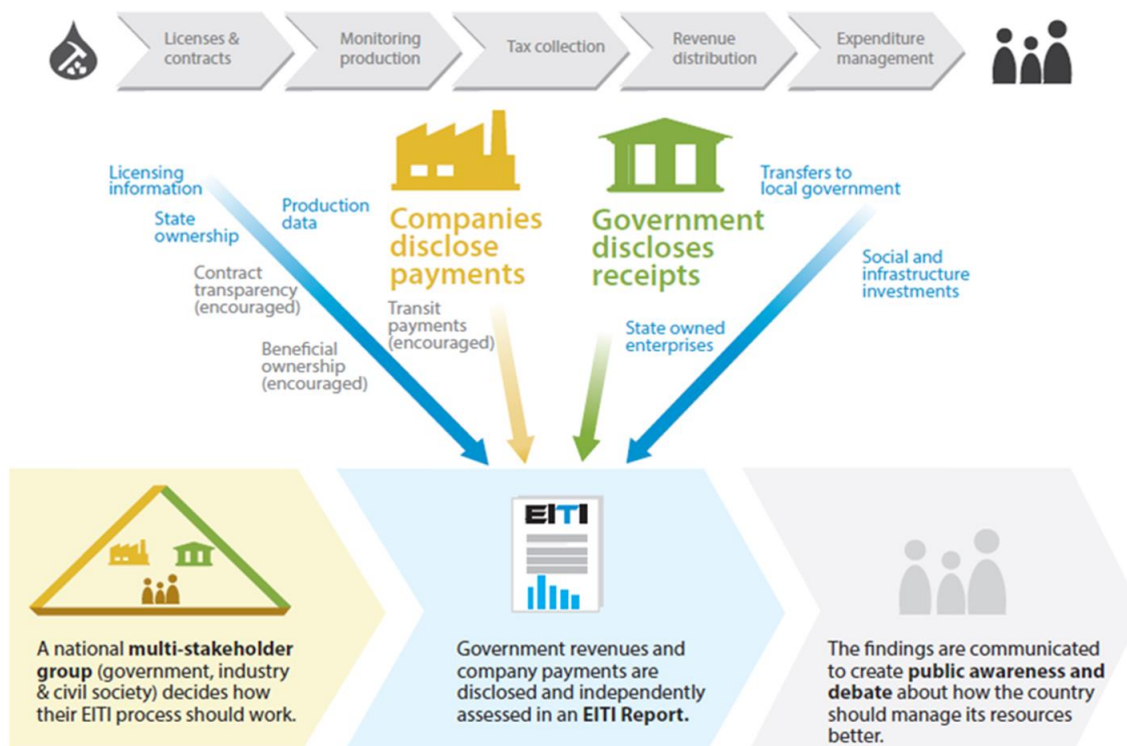 Licenses &
contracts
Monitoring
production
Tax collection
Revenue
distribution
Expenditure
management
Licensing
information
State
ownership
Production
data
Contract
transparency
(encouraged)
Beneficial
ownership
(encouraged)
Companies
disclose
payments
Transit
payments
(encouraged)
Government
discloses
receipts
State owned
enterprises
Transfers to
local government
Social and
infrastructure
investments
A national multi-stakeholder
group (government, industry
& civil society) decides how
their EITI process should work.
EITI
Government revenues and
company payments are
disclosed and independently
assessed in an EITI Report.
The findings are communicated
to create public awareness and
debate about how the country
should manage its resources
better.